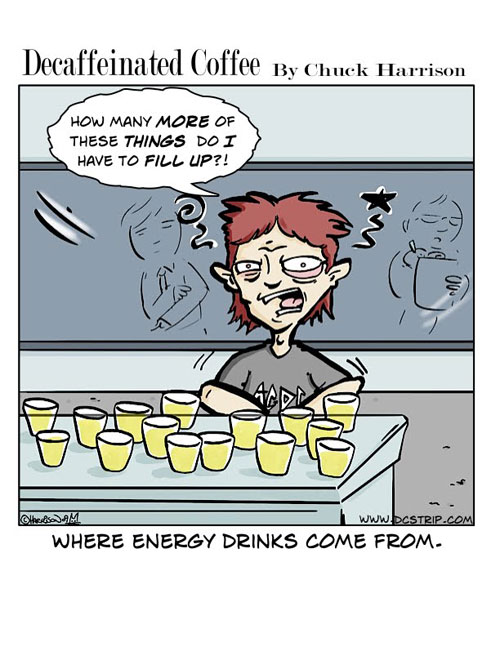 Decaffeinated Coffee By Chuck Harrison
HOW MANY MORE OF
THESE THINGS DO I
HAVE TO FILL UP?!
AC DC
WWW.DCSTRIP.COM
WHERE ENERGY DRINKS COME FROM.